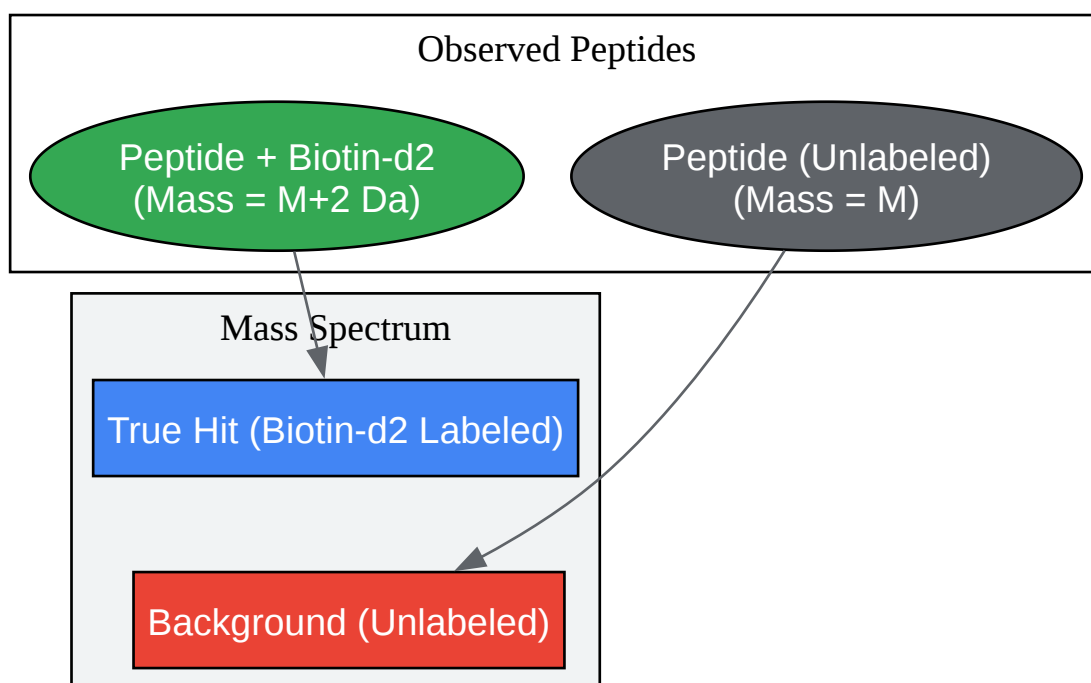 Observed Peptides
Peptide + Biotin-d2
(Mass = M+2 Da)
Peptide (Unlabeled)
(Mass = M)
Mass Spectrum
True Hit (Biotin-d2 Labeled)
Background (Unlabeled)